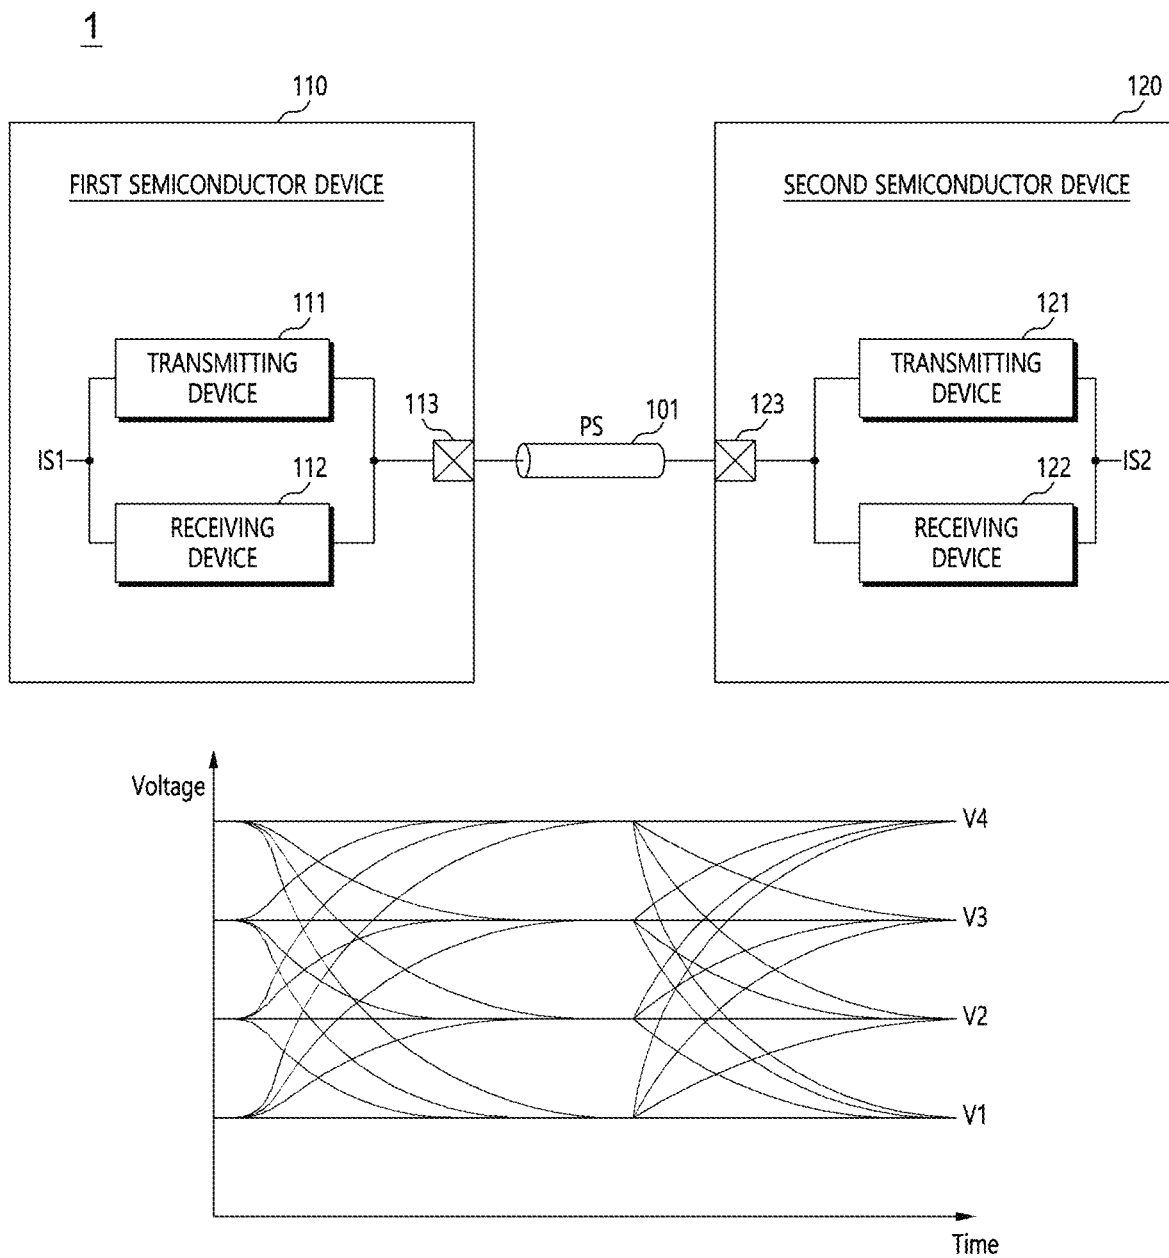 1
110
120
FIRST SEMICONDUCTOR DEVICE
SECOND SEMICONDUCTOR DEVICE
111
121
TRANSMITTING
DEVICE
TRANSMITTING
DEVICE
113
PS
101
123
IS1
IS2
112
122
RECEIVING
DEVICE
RECEIVING
DEVICE
Voltage
V4
V3
V2
V1
Time